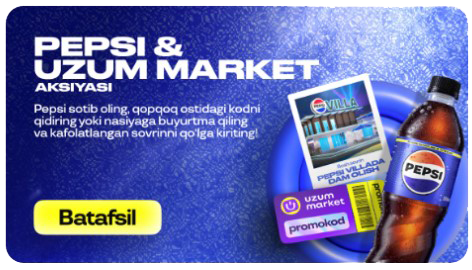 PEPSI &
UZUM MARKET
AKSIYASI
Pepsi sotib oling, qopqoq ostidagi kodni
qidiring yoki nasiyaga buyurtma qiling
va kafolatlangan sovrinni qo'lga kiriting!
Batafsil
VILLA
PEPSI VILLADA
DAM OLISH
uzum
market
promokod
promokod
PEPSI